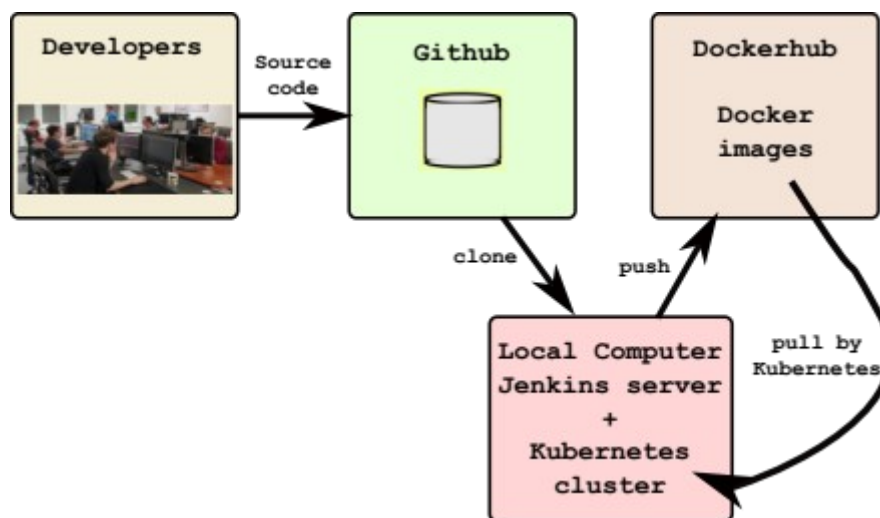 Developers
Source
code
Github
Dockerhub
Docker
images
clone
push
pull by
Kubernetes
Local Computer
Jenkins server
+
Kubernetes
cluster